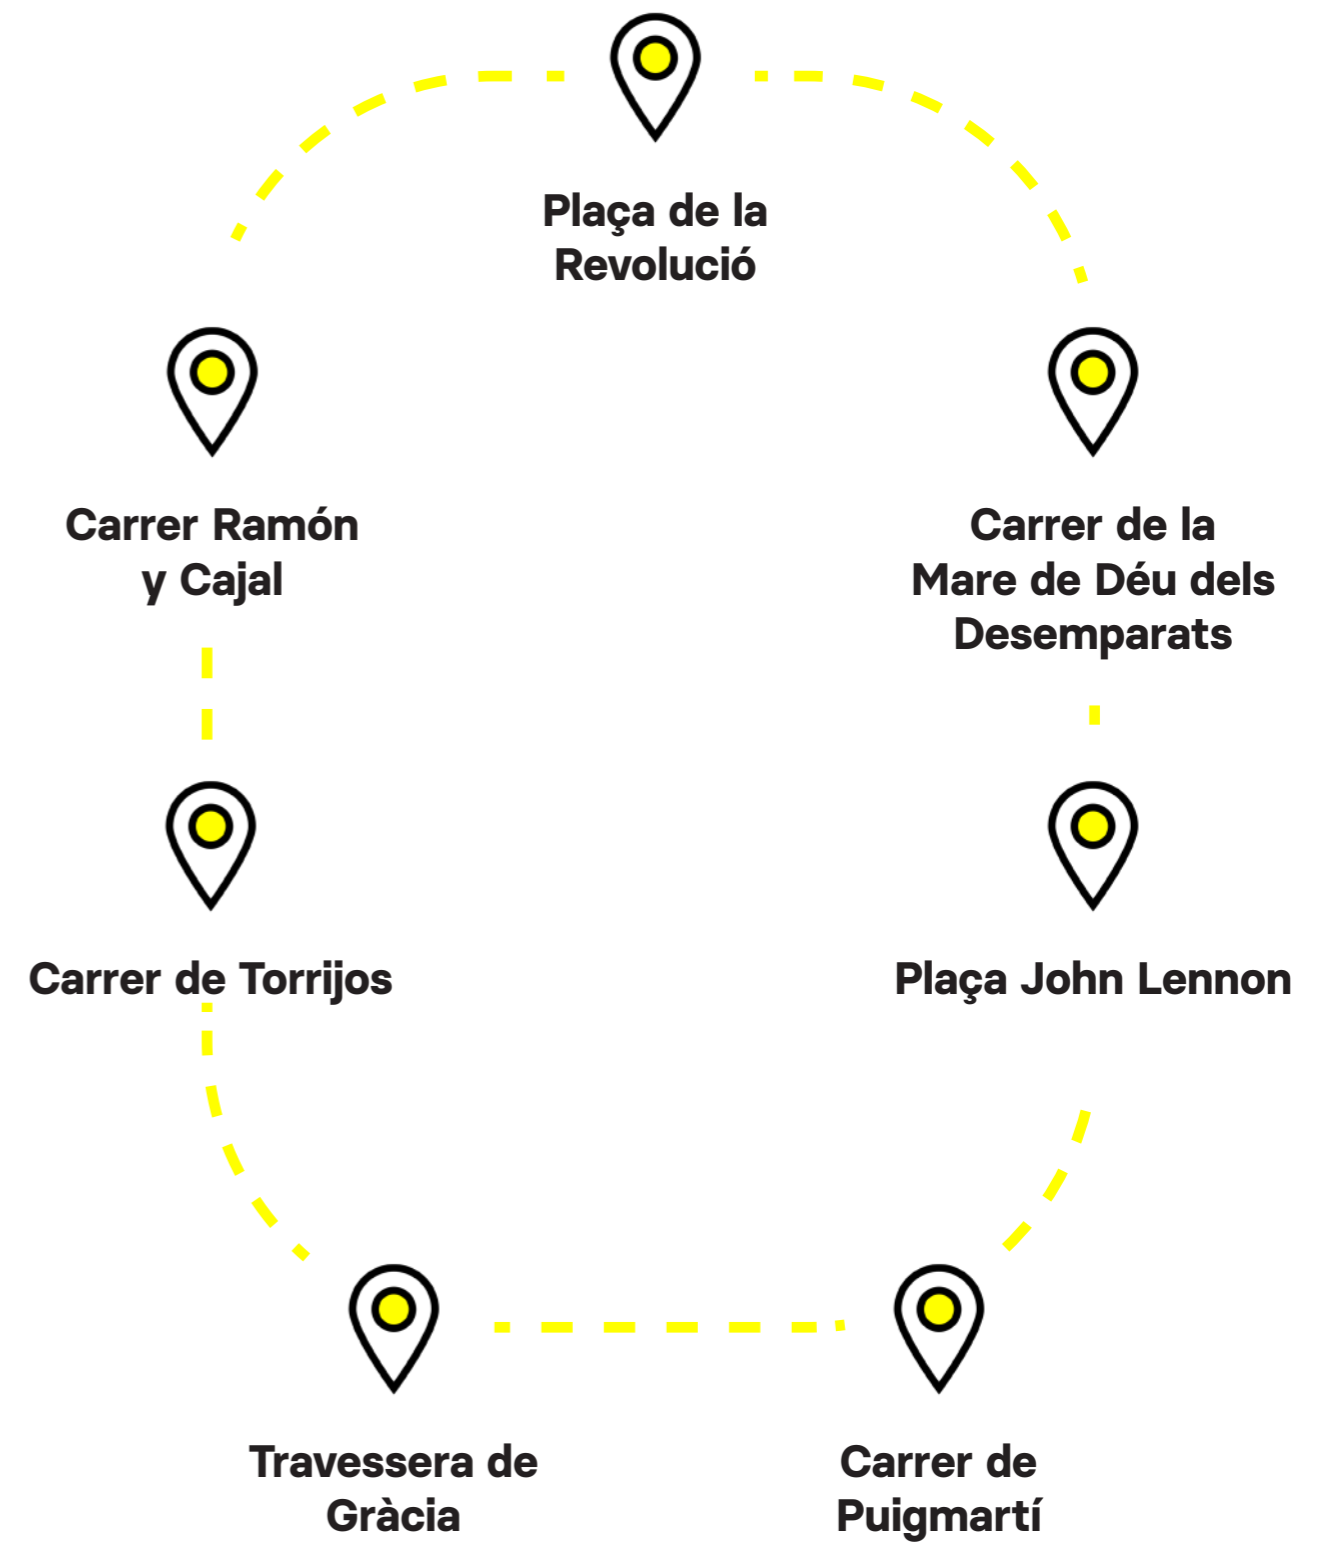 Plaça de la
Revolució
Carrer Ramón
y Cajal
Carrer de la
Mare de Déu dels
Desemparats
Carrer de Torrijos
Plaça John Lennon
Travessera de
Gràcia
Carrer de
Puigmartí